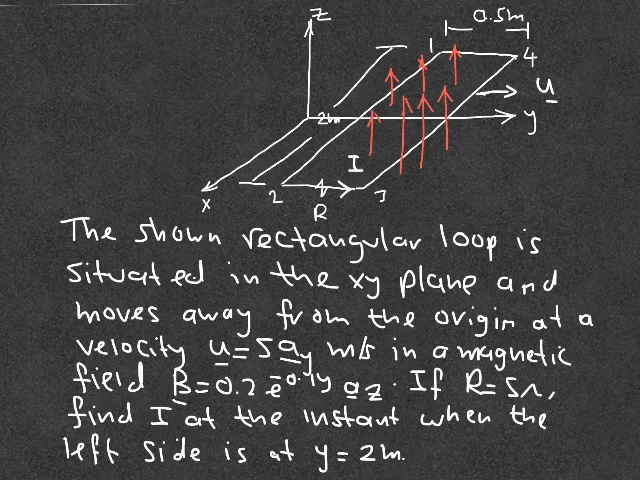 Z
0.5m
1
4
u
2m
y
I
x
2
3
R
The shown rectangular loop is
situated in the xy plane and
moves away from the origin at a
velocity u = 5 ay m/s in a magnetic
field B = 0.2 e^-0.1y az. If R = 5Ω,
find I at the instant when the
left side is at y = 2m.